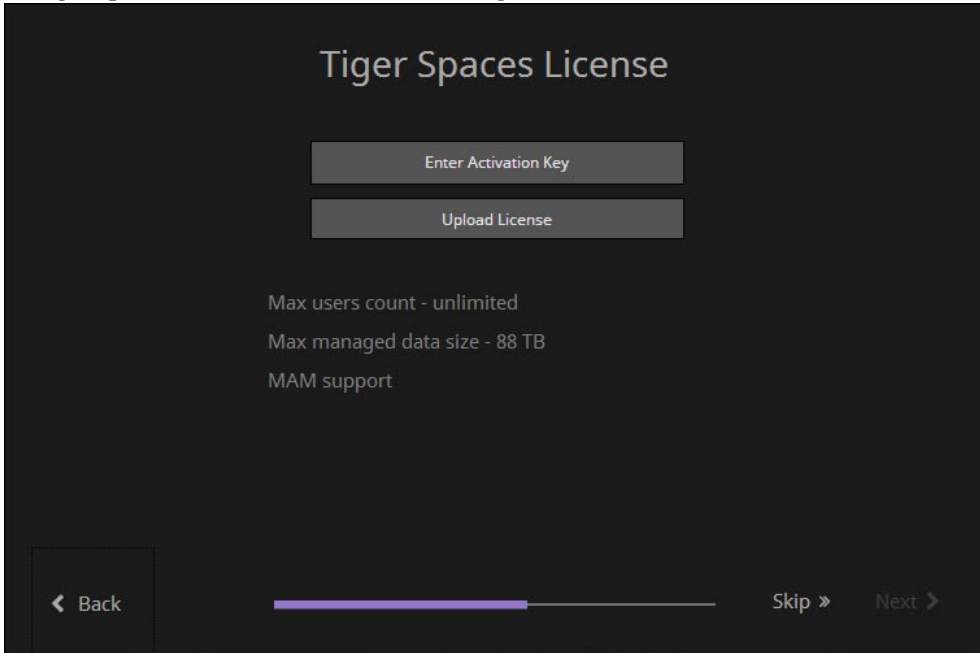 Tiger Spaces License
Enter Activation Key
Upload License
Max users count - unlimited
Max managed data size - 88 TB
MAM support
Back
Skip »
Next